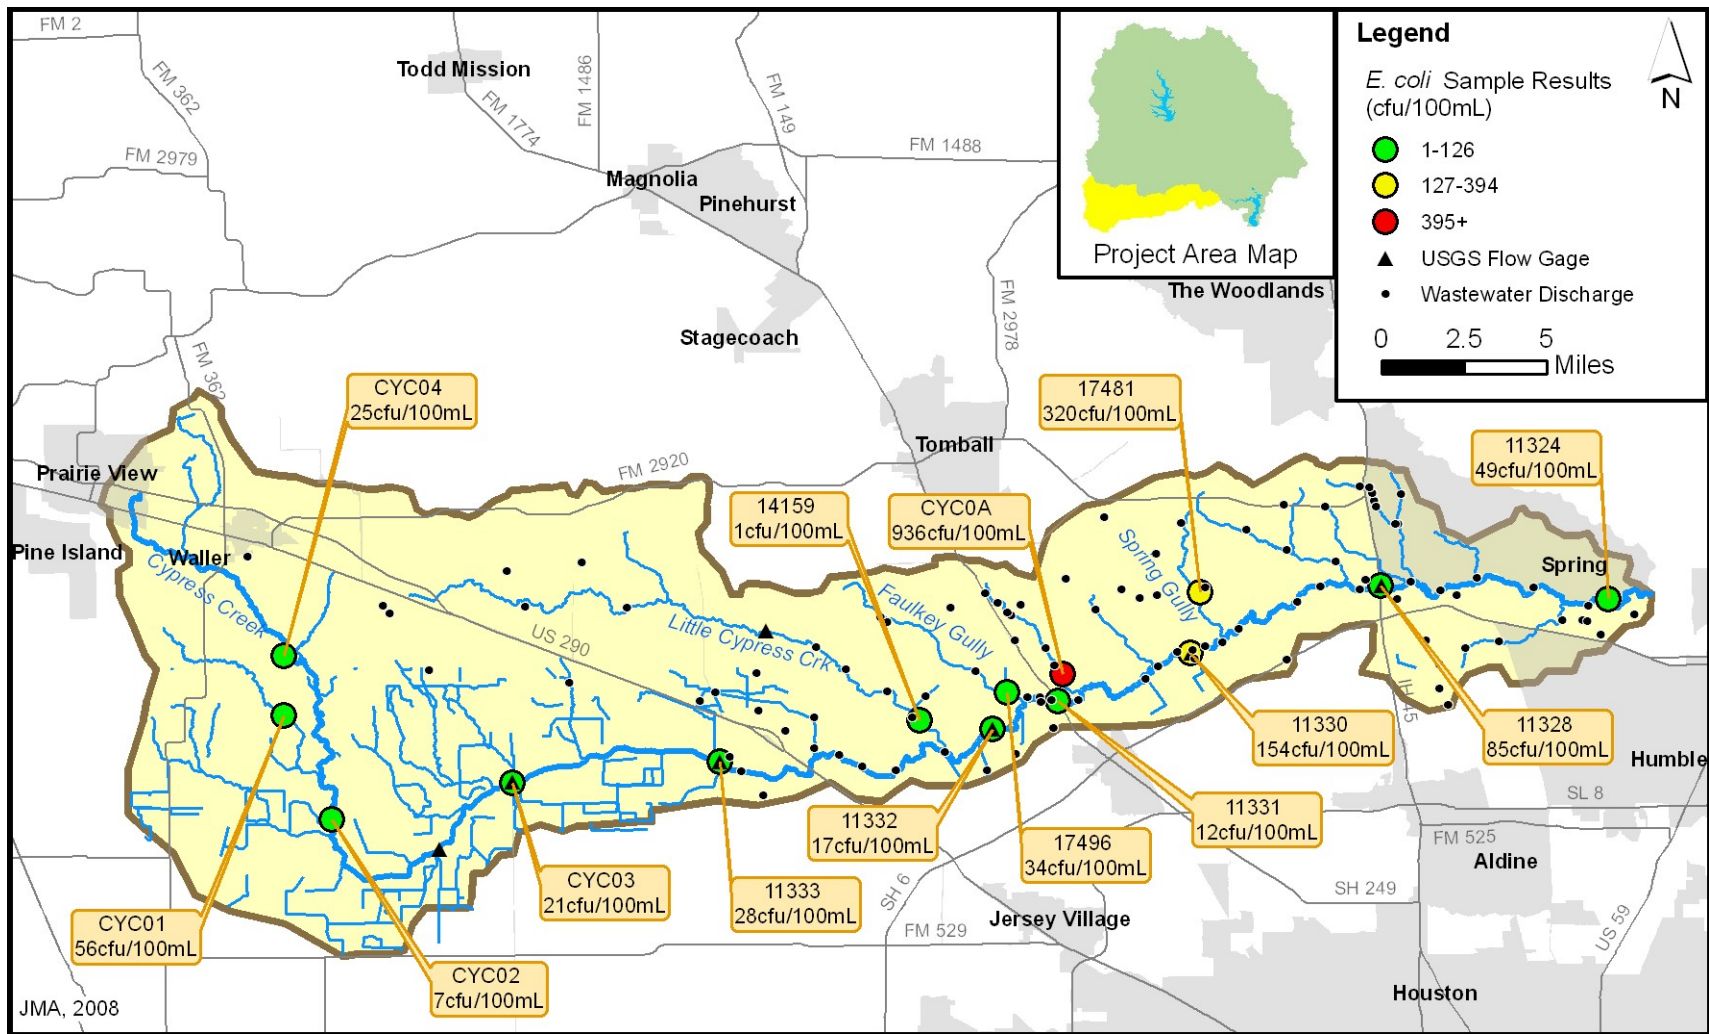 FM 2
FM 362
FM 2979
Todd Mission
FM 1774
FM 1486
FM 149
FM 1488
Magnolia
Pinehurst
Stagecoach
FM 2978
Project Area Map
The Woodlands
Legend
E. coli Sample Results
(cfu/100mL)
1-126
127-394
395+
USGS Flow Gage
Wastewater Discharge
0 2.5 5
Miles
N
FM 362
CYC04
25cfu/100mL
17481
320cfu/100mL
11324
49cfu/100mL
Prairie View
FM 2920
Tomball
14159
1cfu/100mL
CYC0A
936cfu/100mL
Pine Island
Waller
Cypress Creek
US 290
Little Cypress Crk
Faulkey Gully
Spring Gully
Spring
IH 45
11330
154cfu/100mL
11328
85cfu/100mL
Humble
11332
17cfu/100mL
17496
34cfu/100mL
11331
12cfu/100mL
SL 8
FM 525
Aldine
CYC01
56cfu/100mL
CYC02
7cfu/100mL
CYC03
21cfu/100mL
11333
28cfu/100mL
SH 6
Jersey Village
FM 529
SH 249
US 59
Houston
JMA, 2008